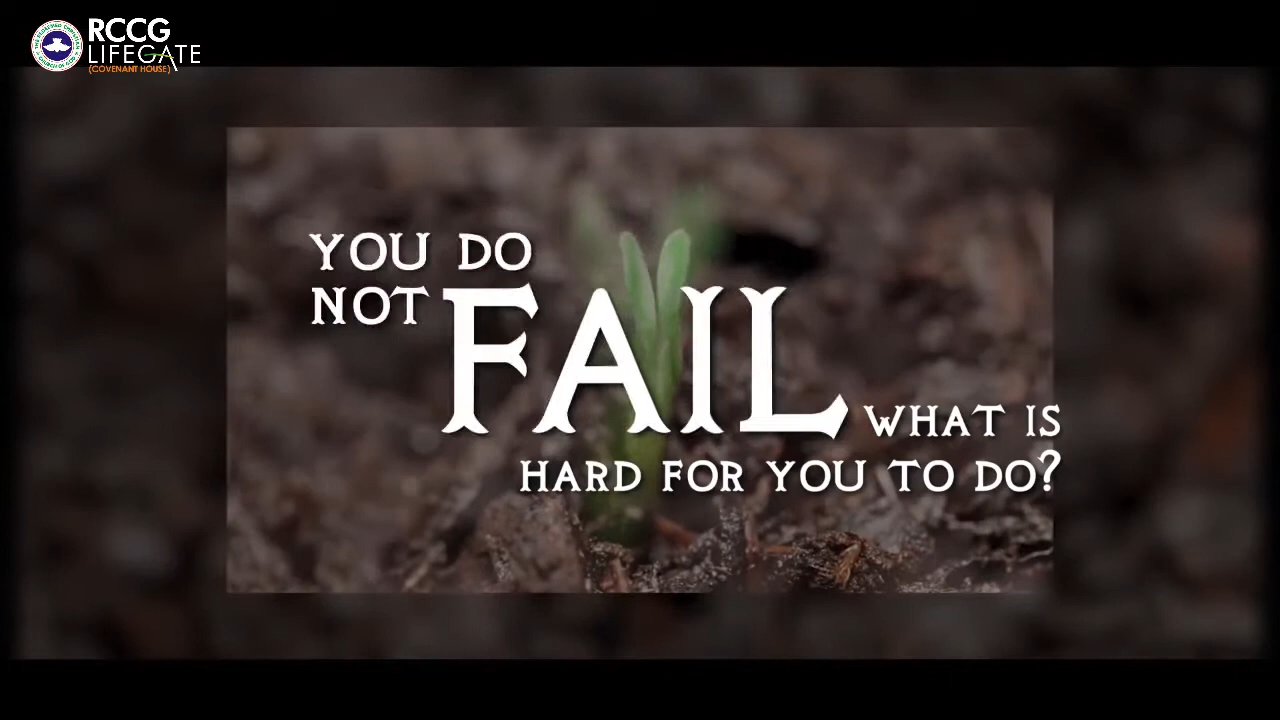 RCCG
LIFEGATE
(COVENANT HOUSE)
YOU DO
NOT FAIL WHAT IS
HARD FOR YOU TO DO?